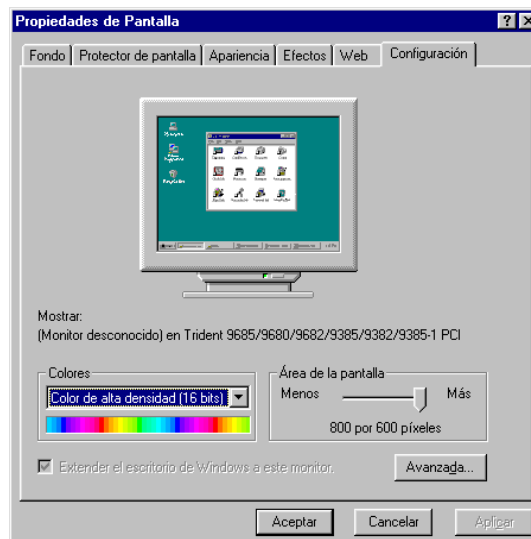 Propiedades de Pantalla
Fondo Protector de pantalla Apariencia Efectos Web Configuración
Mostrar:
(Monitor desconocido) en Trident 9685/9680/9682/9385/9382/9385-1 PCI
Colores
Color de alta densidad (16 bits)
Área de la pantalla
Menos Más
800 por 600 píxeles
Extender el escritorio de Windows a este monitor.
Avanzada...
Aceptar Cancelar Aplicar